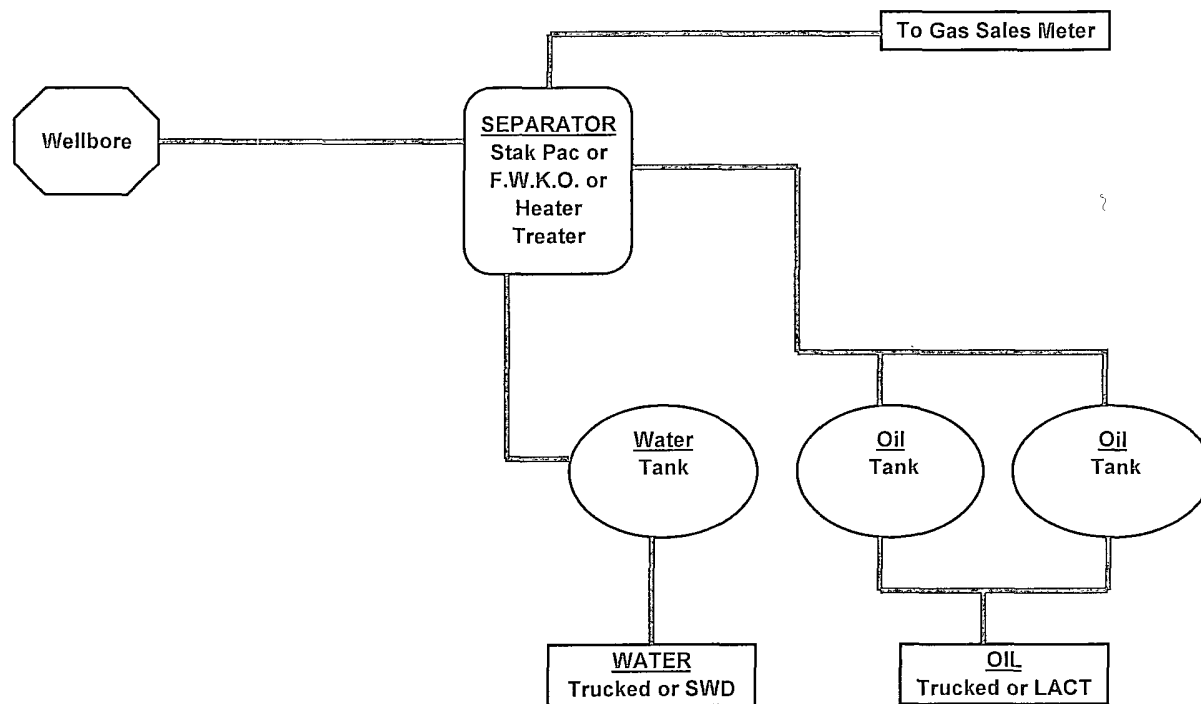 To Gas Sales Meter
Wellbore
SEPARATOR
Stak Pac or
F.W.K.O. or
Heater
Treater
Water
Tank
Oil
Tank
Oil
Tank
WATER
Trucked or SWD
OIL
Trucked or LACT